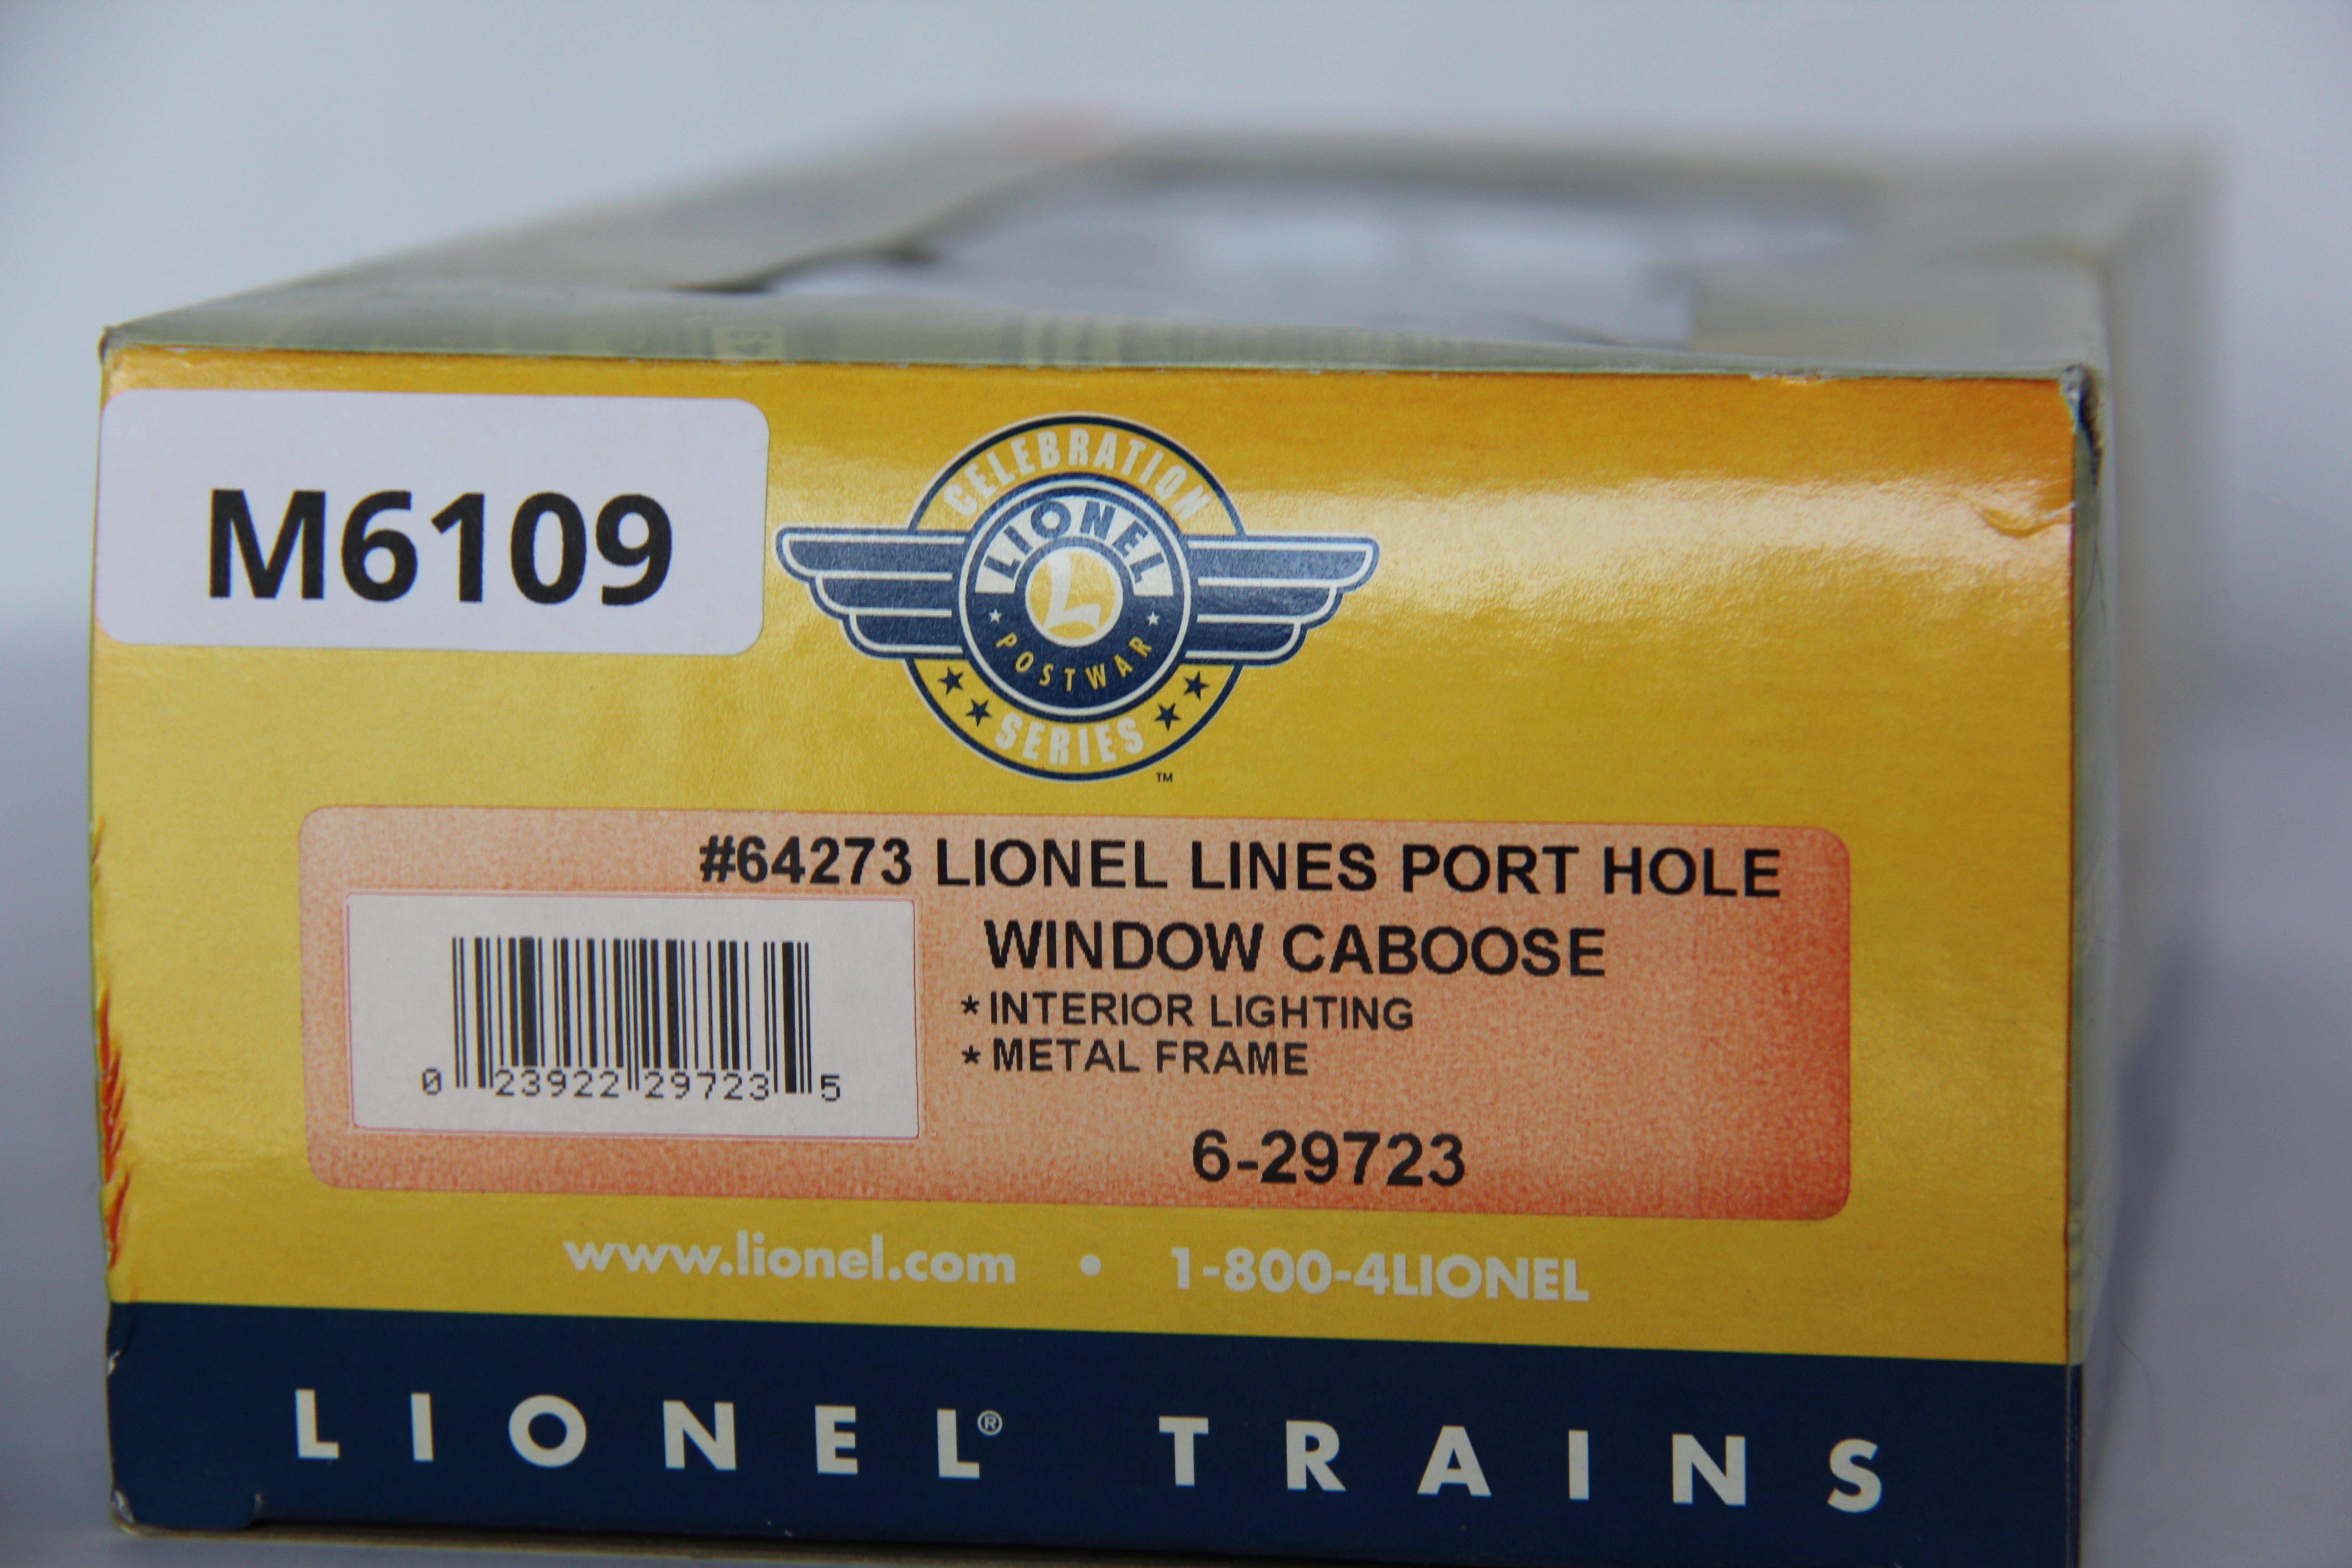 M6109
CELEBRATION
LIONEL
L
POSTWAR
SERIES
™
#64273 LIONEL LINES PORT HOLE
WINDOW CABOOSE
* INTERIOR LIGHTING
* METAL FRAME
0 23922 29723 5
6-29723
www.lionel.com • 1-800-4LIONEL
LIONEL® TRAINS